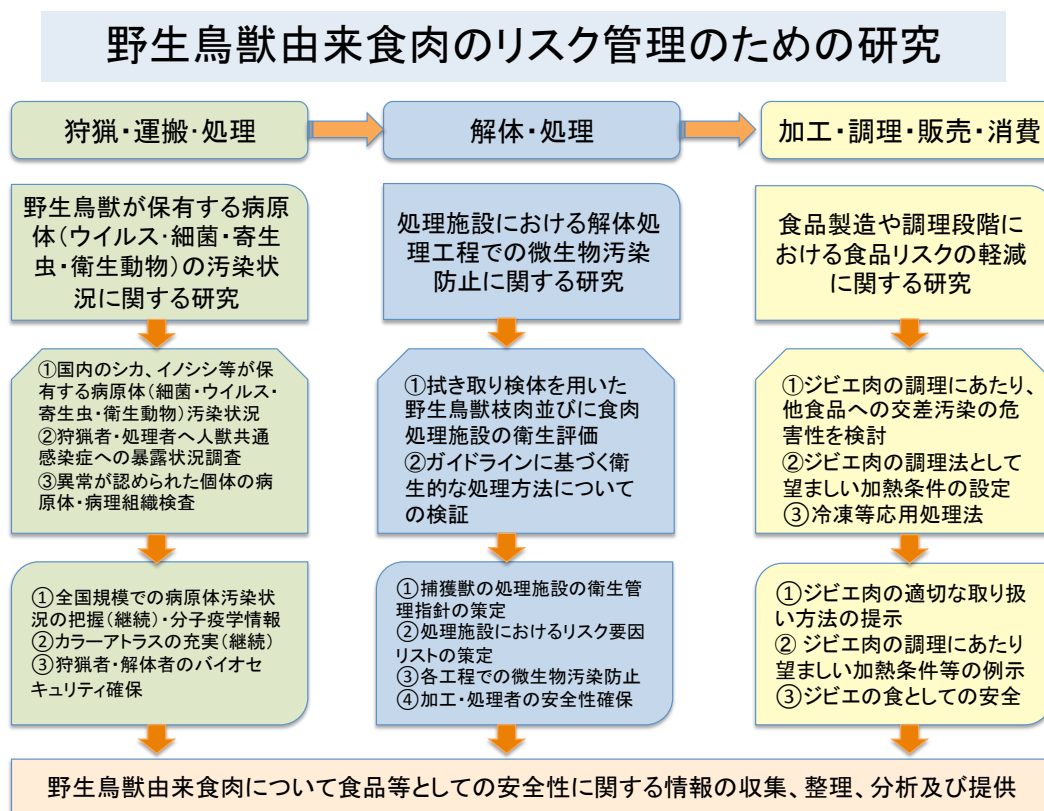 野生鳥獣由来食肉のリスク管理のための研究
狩猟・運搬・処理
解体・処理
加工・調理・販売・消費
野生鳥獣が保有する病原
体(ウイルス・細菌・寄生
虫・衛生動物)の汚染状
況に関する研究
処理施設における解体処
理工程での微生物汚染
防止に関する研究
食品製造や調理段階に
おける食品リスクの軽減
に関する研究
①国内のシカ、イノシシ等が保
有する病原体(細菌・ウイルス・
寄生虫・衛生動物)汚染状況
②狩猟者・処理者へ人獣共通
感染症への暴露状況調査
③異常が認められた個体の病
原体・病理組織検査
①拭き取り検体を用いた
野生鳥獣枝肉並びに食肉
処理施設の衛生評価
②ガイドラインに基づく衛
生的な処理方法について
の検証
①ジビエ肉の調理にあたり、
他食品への交差汚染の危
害性を検討
②ジビエ肉の調理法として
望ましい加熱条件の設定
③冷凍等応用処理法
①全国規模での病原体汚染状
況の把握(継続)・分子疫学情報
②カラーアトラスの充実(継続)
③狩猟者・解体者のバイオセ
キュリティ確保
①捕獲獣の処理施設の衛生管
理指針の策定
②処理施設におけるリスク要因
リストの策定
③各工程での微生物汚染防止
④加工・処理者の安全性確保
①ジビエ肉の適切な取り扱
い方法の提示
② ジビエ肉の調理にあたり
望ましい加熱条件等の例示
③ジビエの食としての安全
野生鳥獣由来食肉について食品等としての安全性に関する情報の収集、整理、分析及び提供